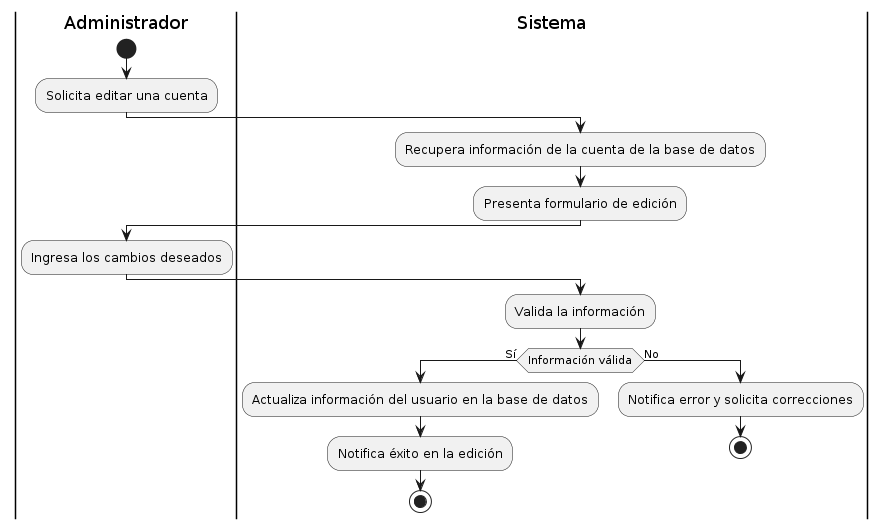 Administrador
Sistema
Solicita editar una cuenta
Recupera información de la cuenta de la base de datos
Presenta formulario de edición
Ingresa los cambios deseados
Valida la información
Sí
Información válida
No
Actualiza información del usuario en la base de datos
Notifica error y solicita correcciones
Notifica éxito en la edición